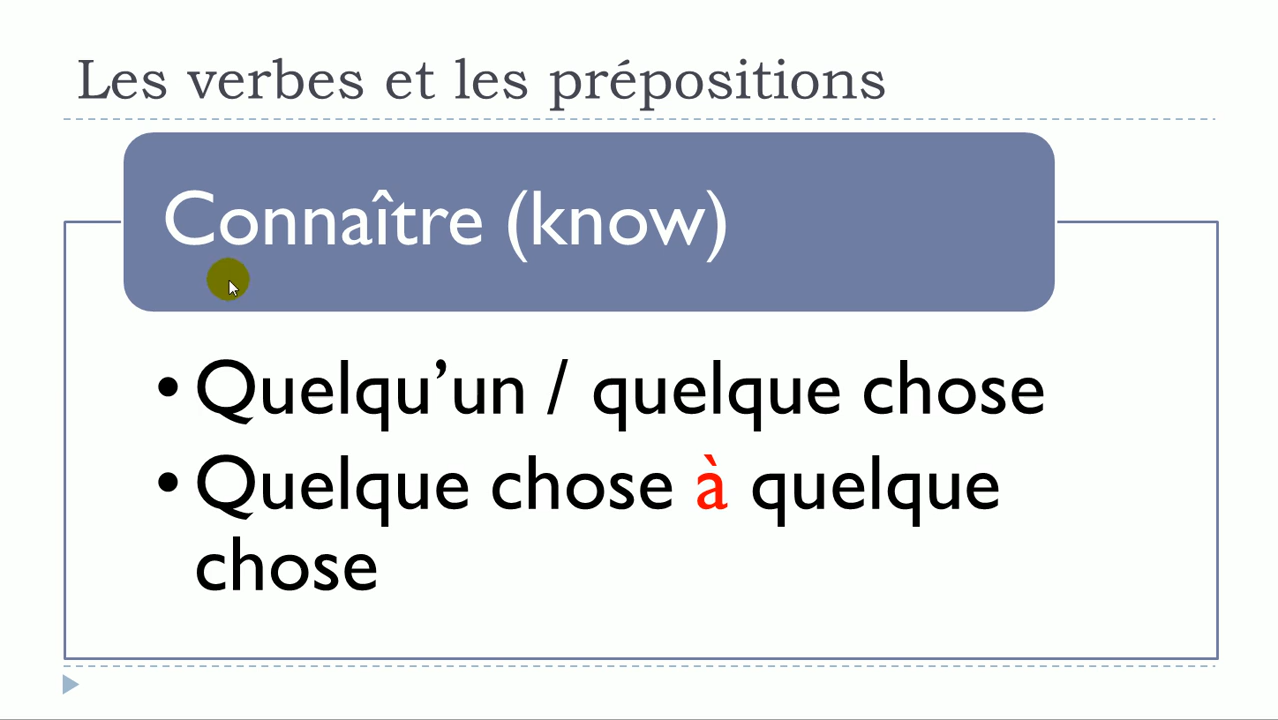 Les verbes et les prépositions
Connaître (know)
• Quelqu’un / quelque chose
• Quelque chose à quelque
chose